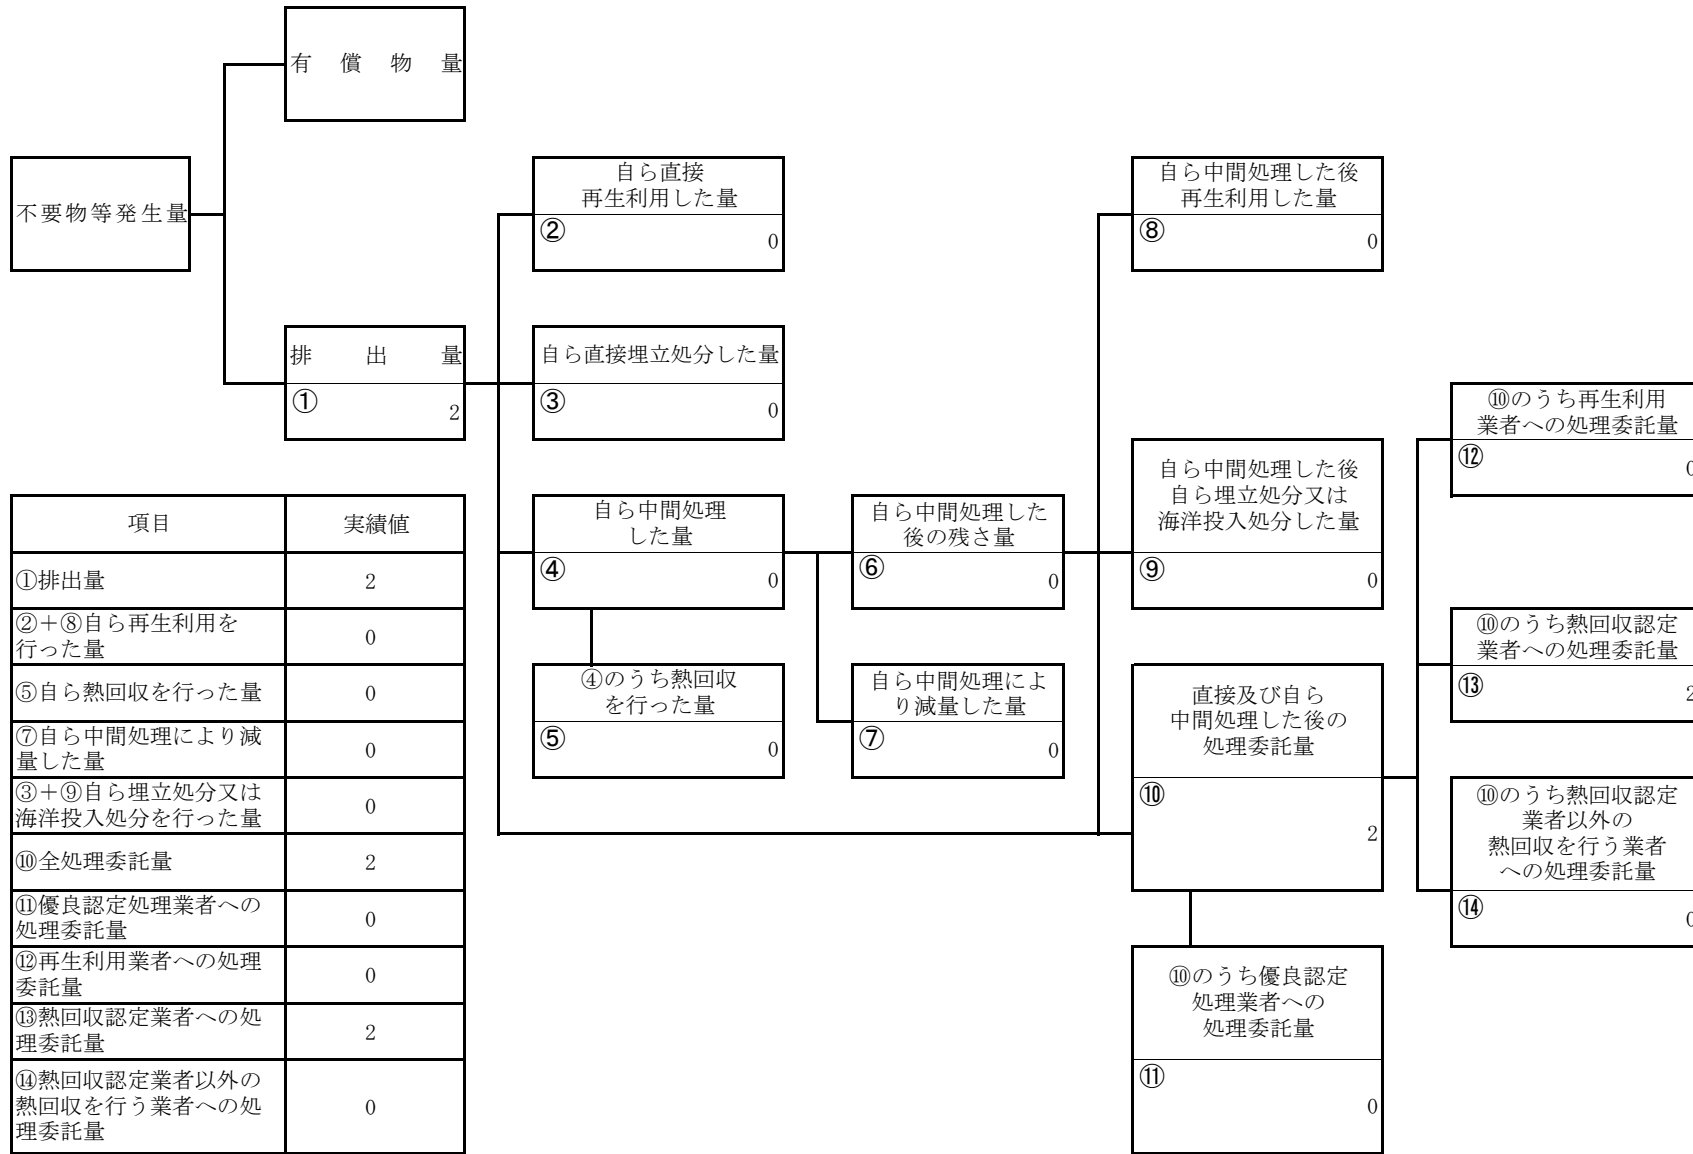 有償物量
不要物等発生量
自ら直接
再生利用した量
②
0
自ら中間処理した後
再生利用した量
⑧
0
排出量
①
2
自ら直接埋立処分した量
③
0
⑩のうち再生利用
業者への処理委託量
⑫
0
自ら中間処理
した量
④
0
自ら中間処理した
後の残さ量
⑥
0
自ら中間処理した後
自ら埋立処分又は
海洋投入処分した量
⑨
0
⑩のうち熱回収認定
業者への処理委託量
⑬
2
④のうち熱回収
を行った量
⑤
0
自ら中間処理によ
り減量した量
⑦
0
直接及び自ら
中間処理した後の
処理委託量
⑩
2
⑩のうち熱回収認定
業者以外の
熱回収を行う業者
への処理委託量
⑭
0
⑩のうち優良認定
処理業者への
処理委託量
⑪
0
項目 実績値
①排出量 2
②+⑧自ら再生利用を
行った量 0
⑤自ら熱回収を行った量 0
⑦自ら中間処理により減
量した量 0
③+⑨自ら埋立処分又は
海洋投入処分を行った量 0
⑩全処理委託量 2
⑪優良認定処理業者への
処理委託量 0
⑫再生利用業者への処理
委託量 0
⑬熱回収認定業者への処
理委託量 2
⑭熱回収認定業者以外の
熱回収を行う業者への処 0
理委託量